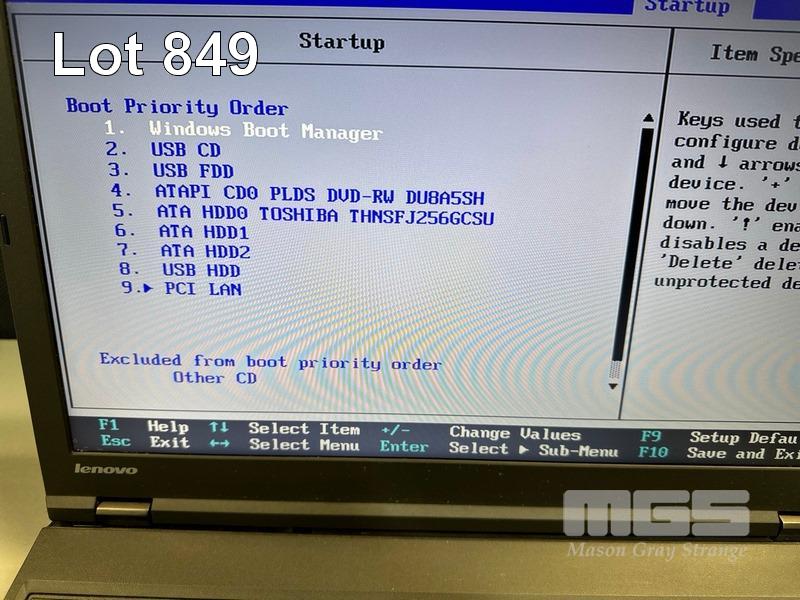 Startup
Lot 849
Startup
Item Spe
Boot Priority Order
1. Windows Boot Manager
2. USB CD
3. USB FDD
4. ATAPI CD0 PLDS DVD-RW DU8A5SH
5. ATA HDD0 TOSHIBA THNSFJ256GCSU
6. ATA HDD1
7. ATA HDD2
8. USB HDD
9.▶ PCI LAN
Excluded from boot priority order
Other CD
Keys used t
configure d
and ↓ arrows
device. '+'
move the dev
down. '!' ena
disables a de
'Delete' dele
unprotected de
F1 Help ↑↓ Select Item +/- Change Values F9 Setup Defau
Esc Exit ←→ Select Menu Enter Select ▶ Sub-Menu F10 Save and Exi
lenovo
MGS
Mason Gray Strange